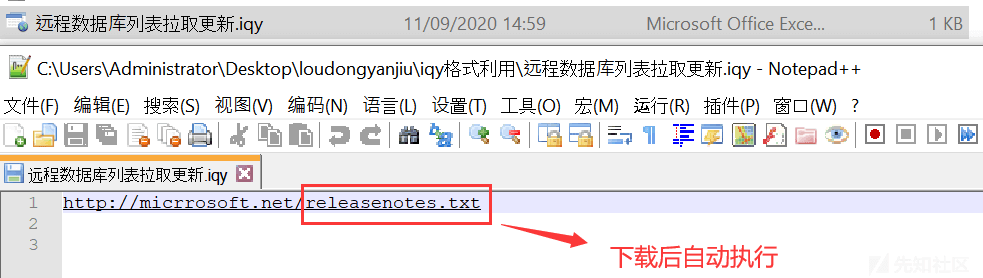 远程数据库列表拉取更新.iqy 11/09/2020 14:59 Microsoft Office Exce... 1 KB
C:\Users\Administrator\Desktop\loudongyanjiu\iqy格式利用\远程数据库列表拉取更新.iqy - Notepad++
文件(F) 编辑(E) 搜索(S) 视图(V) 编码(N) 语言(L) 设置(T) 工具(O) 宏(M) 运行(R) 插件(P) 窗口(W) ?
远程数据库列表拉取更新.iqy
1 http://micrrosoft.net/releasenotes.txt
2
3
下载后自动执行
先知社区